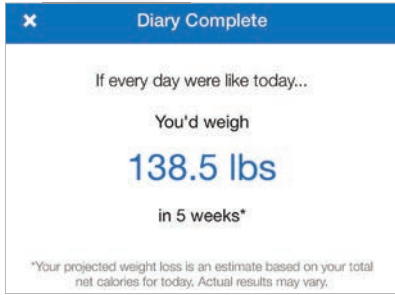 Diary Complete
If every day were like today...
You'd weigh
138.5 lbs
in 5 weeks*
*Your projected weight loss is an estimate based on your total
net calories for today. Actual results may vary.